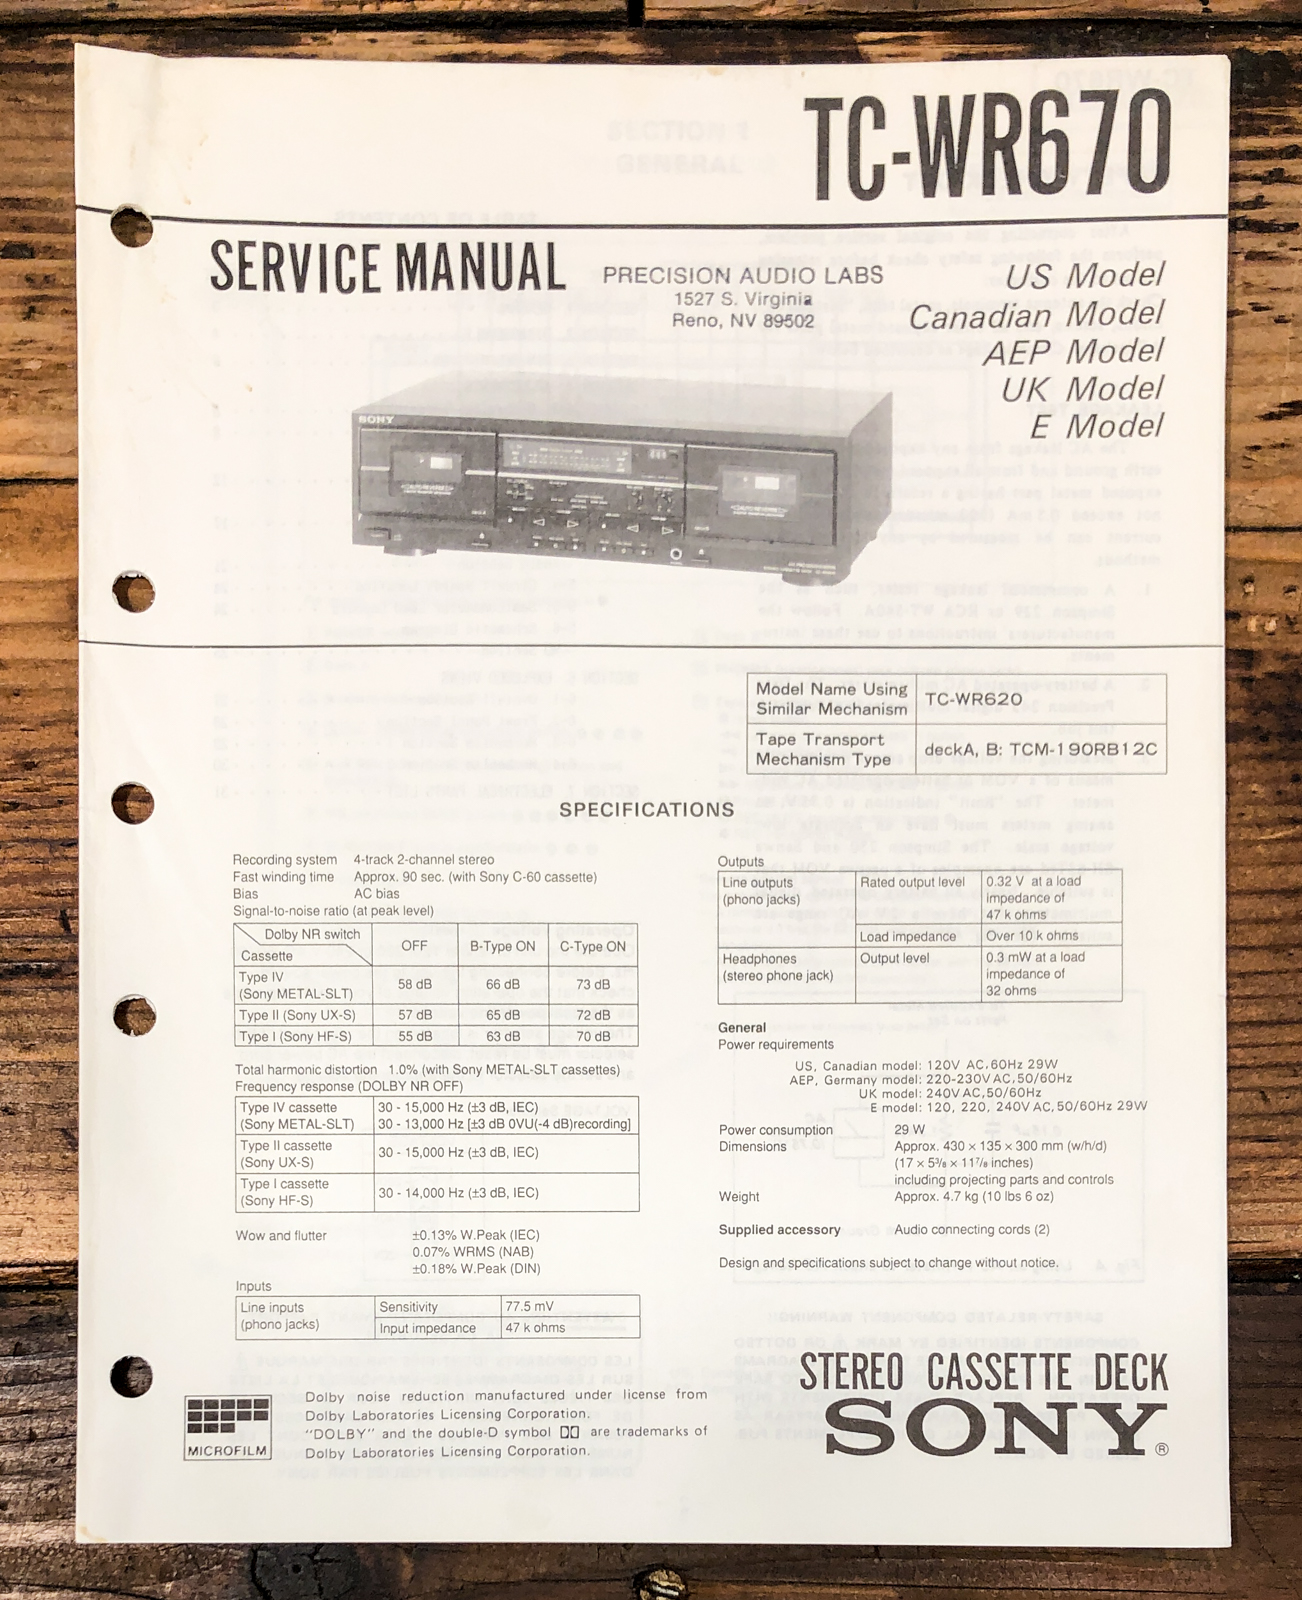 TC-WR670
SERVICE MANUAL
PRECISION AUDIO LABS
1527 S. Virginia
Reno, NV 89502
US Model
Canadian Model
AEP Model
UK Model
E Model
SONY
Model Name Using Similar Mechanism TC-WR620
Tape Transport Mechanism Type deckA, B: TCM-190RB12C
SPECIFICATIONS
Recording system 4-track 2-channel stereo
Fast winding time Approx. 90 sec. (with Sony C-60 cassette)
Bias AC bias
Signal-to-noise ratio (at peak level)
Dolby NR switch OFF B-Type ON C-Type ON
Cassette
Type IV
(Sony METAL-SLT) 58 dB 66 dB 73 dB
Type II (Sony UX-S) 57 dB 65 dB 72 dB
Type I (Sony HF-S) 55 dB 63 dB 70 dB
Total harmonic distortion 1.0% (with Sony METAL-SLT cassettes)
Frequency response (DOLBY NR OFF)
Type IV cassette 30 - 15,000 Hz (±3 dB, IEC)
(Sony METAL-SLT) 30 - 13,000 Hz [±3 dB 0VU(-4 dB)recording]
Type II cassette
(Sony UX-S) 30 - 15,000 Hz (±3 dB, IEC)
Type I cassette
(Sony HF-S) 30 - 14,000 Hz (±3 dB, IEC)
Wow and flutter ±0.13% W.Peak (IEC)
0.07% WRMS (NAB)
±0.18% W.Peak (DIN)
Inputs
Line inputs Sensitivity 77.5 mV
(phono jacks) Input impedance 47 k ohms
Outputs
Line outputs Rated output level 0.32 V at a load
(phono jacks) impedance of
47 k ohms
Load impedance Over 10 k ohms
Headphones Output level 0.3 mW at a load
(stereo phone jack) impedance of
32 ohms
General
Power requirements
US, Canadian model: 120V AC,60Hz 29W
AEP, Germany model: 220-230V AC,50/60Hz
UK model: 240V AC,50/60Hz
E model: 120, 220, 240V AC,50/60Hz 29W
Power consumption 29 W
Dimensions Approx. 430 × 135 × 300 mm (w/h/d)
(17 × 5³/₈ × 11⁷/₈ inches)
including projecting parts and controls
Weight Approx. 4.7 kg (10 lbs 6 oz)
Supplied accessory Audio connecting cords (2)
Design and specifications subject to change without notice.
MICROFILM
Dolby noise reduction manufactured under license from
Dolby Laboratories Licensing Corporation.
"DOLBY" and the double-D symbol are trademarks of
Dolby Laboratories Licensing Corporation.
STEREO CASSETTE DECK
SONY®